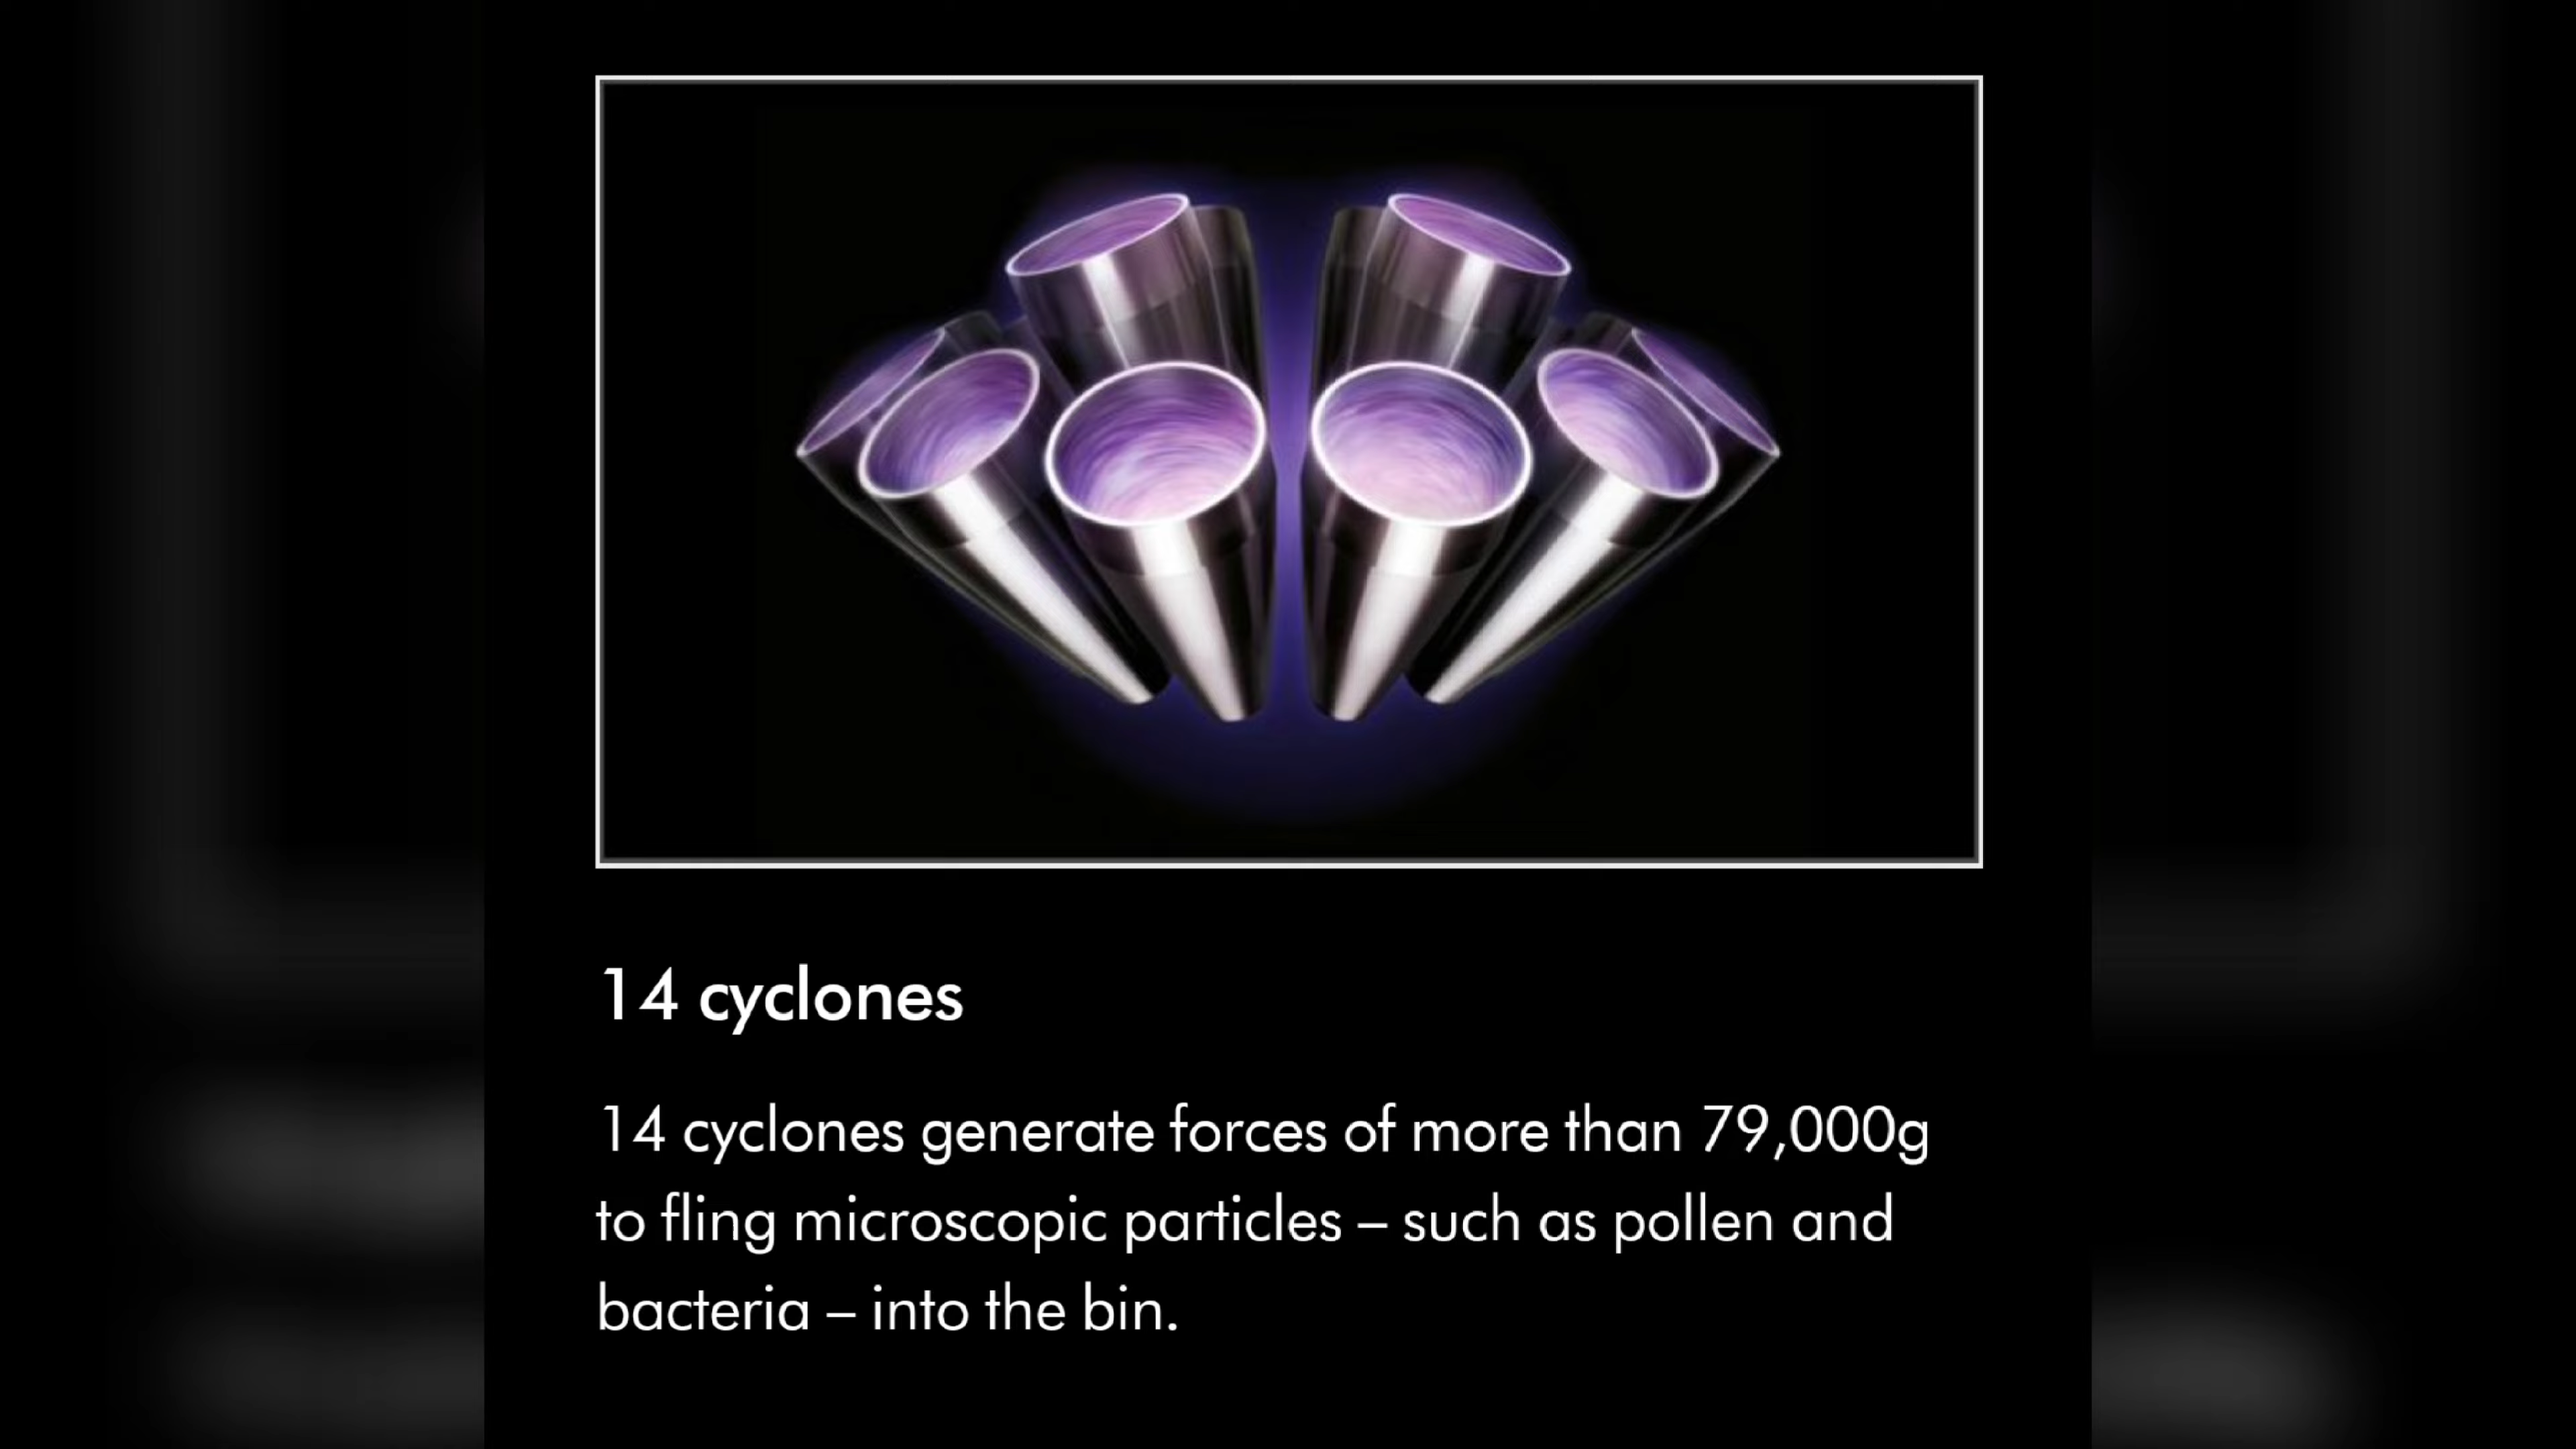 14 cyclones
14 cyclones generate forces of more than 79,000g
to fling microscopic particles – such as pollen and
bacteria – into the bin.